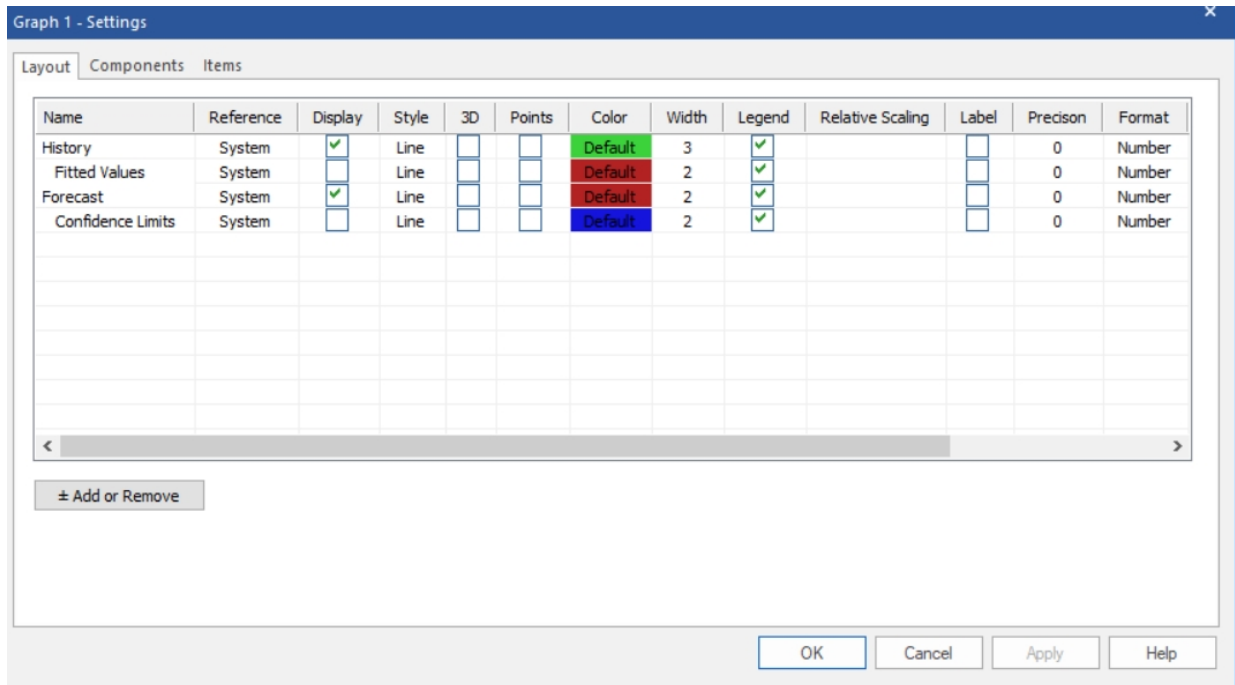 Graph 1 - Settings
Layout Components Items
Name Reference Display Style 3D Points Color Width Legend Relative Scaling Label Precison Format
History System Line Default 3 0 Number
Fitted Values System Line Default 2 0 Number
Forecast System Line Default 2 0 Number
Confidence Limits System Line Default 2 0 Number
± Add or Remove
OK Cancel Apply Help